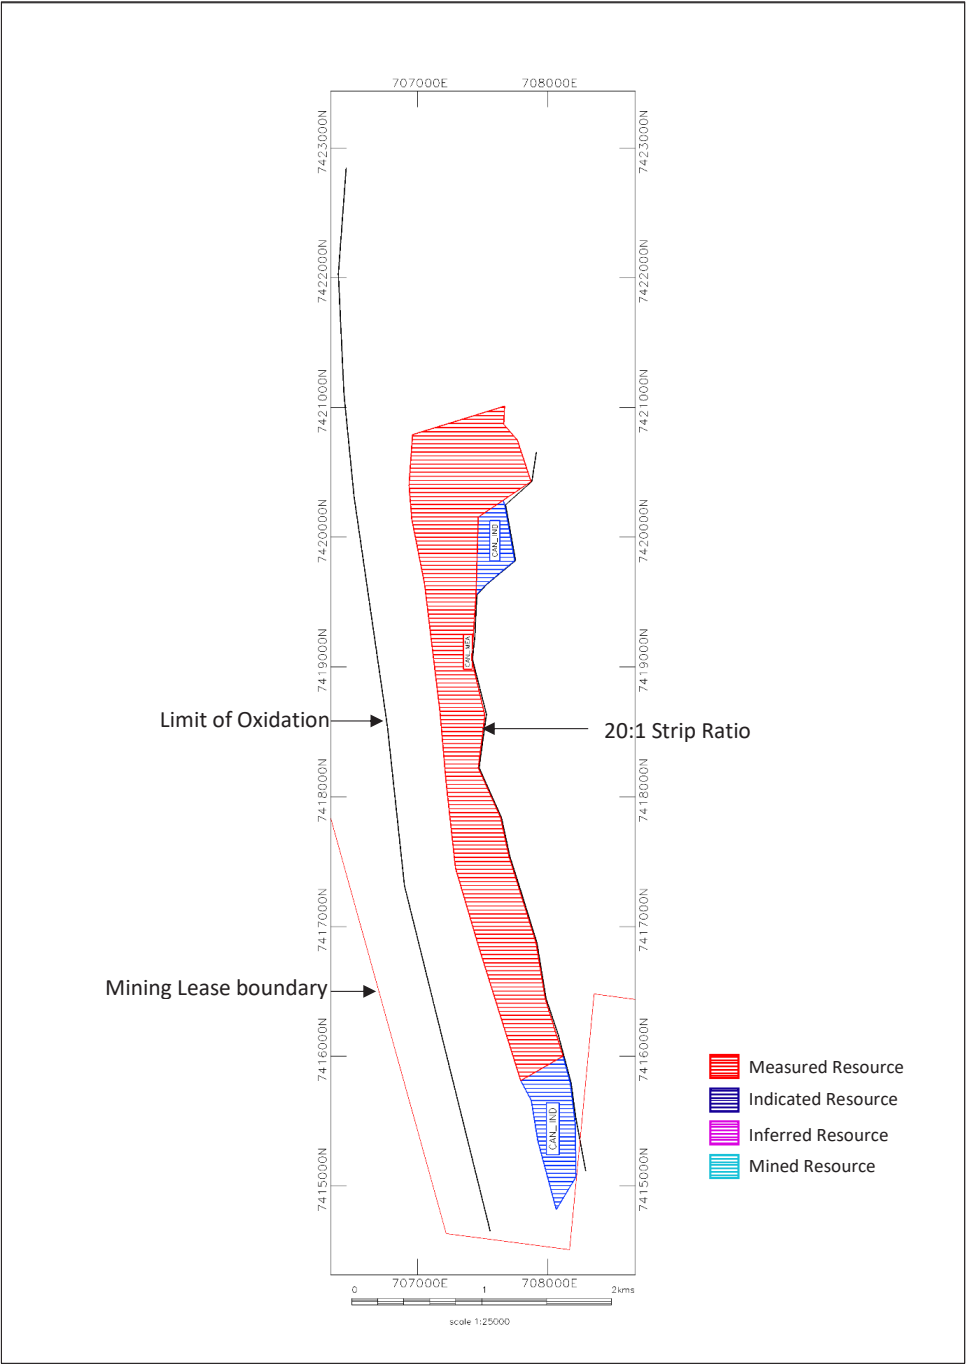 707000E 708000E
7423000N 7423000N
7422000N 7422000N
7421000N 7421000N
7420000N 7420000N
CAN_IND
7419000N 7419000N
CAN_MEA
Limit of Oxidation
20:1 Strip Ratio
7418000N 7418000N
7417000N 7417000N
Mining Lease boundary
7416000N 7416000N
CAN_IND
7415000N 7415000N
Measured Resource
Indicated Resource
Inferred Resource
Mined Resource
707000E 708000E
0 1 2kms
scale 1:25000